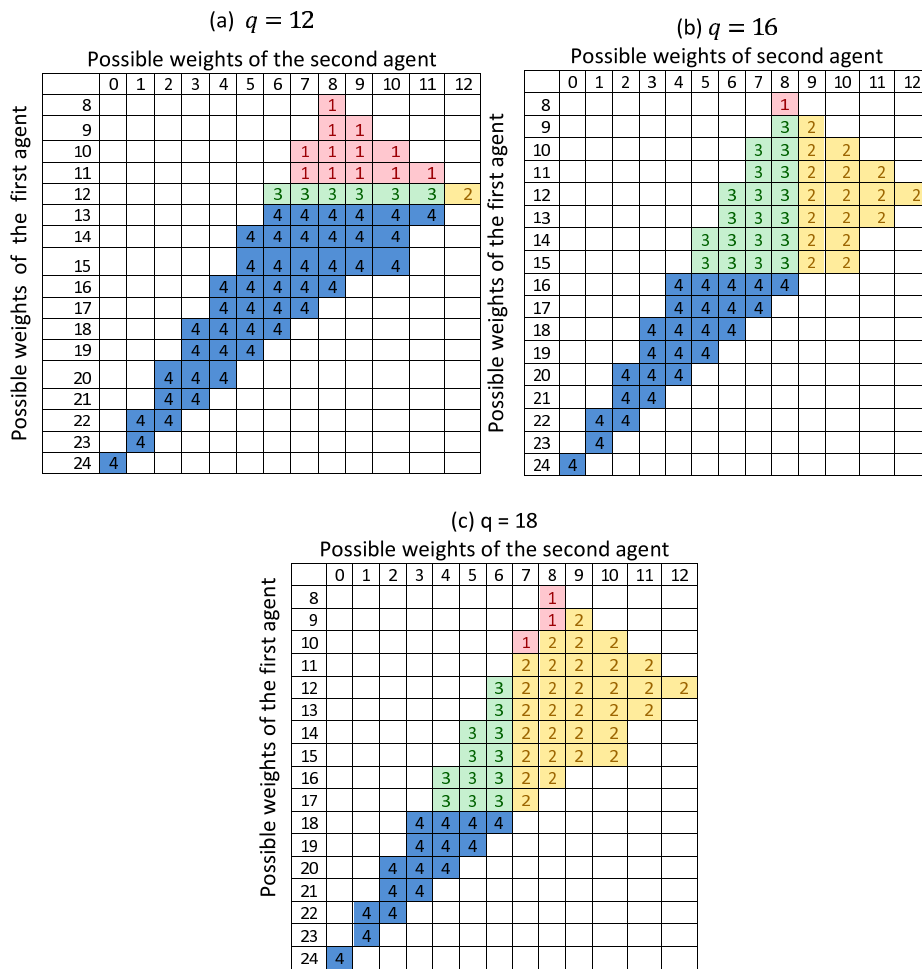 (a) q = 12
Possible weights of the second agent
Possible weights of the first agent
0 1 2 3 4 5 6 7 8 9 10 11 12
8 1
9 1 1
10 1 1 1 1
11 1 1 1 1 1
12 3 3 3 3 3 3 2
13 4 4 4 4 4 4
14 4 4 4 4 4 4
15 4 4 4 4 4 4
16 4 4 4 4 4
17 4 4 4 4
18 4 4 4 4
19 4 4 4
20 4 4 4
21 4 4
22 4 4
23 4
24 4
(b) q = 16
Possible weights of second agent
Possible weights of the first agent
0 1 2 3 4 5 6 7 8 9 10 11 12
8 1
9 3 2
10 3 3 2 2
11 3 3 2 2 2
12 3 3 3 2 2 2 2
13 3 3 3 2 2 2
14 3 3 3 3 2 2
15 3 3 3 3 2 2
16 4 4 4 4 4
17 4 4 4 4
18 4 4 4 4
19 4 4 4
20 4 4 4
21 4 4
22 4 4
23 4
24 4
(c) q = 18
Possible weights of the second agent
Possible weights of the first agent
0 1 2 3 4 5 6 7 8 9 10 11 12
8 1
9 1 2
10 1 2 2 2
11 2 2 2 2 2
12 3 2 2 2 2 2 2
13 3 2 2 2 2 2
14 3 3 2 2 2 2
15 3 3 2 2 2 2
16 3 3 3 2 2
17 3 3 3 2
18 4 4 4 4
19 4 4 4
20 4 4 4
21 4 4
22 4 4
23 4
24 4